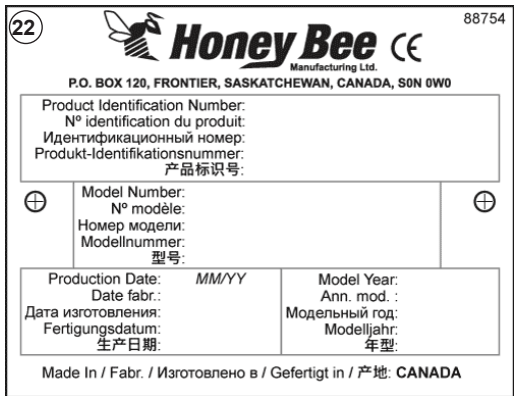 22
88754
Honey Bee CE
Manufacturing Ltd.
P.O. BOX 120, FRONTIER, SASKATCHEWAN, CANADA, S0N 0W0
Product Identification Number:
Nº identification du produit:
Идентификационный номер:
Produkt-Identifikationsnummer:
产品标识号:
Model Number:
Nº modèle:
Номер модели:
Modellnummer:
型号:
Production Date: MM/YY
Date fabr.:
Дата изготовления:
Fertigungsdatum:
生产日期:
Model Year:
Ann. mod. :
Модельный год:
Modelljahr:
年型:
Made In / Fabr. / Изготовлено в / Gefertigt in / 产地: CANADA